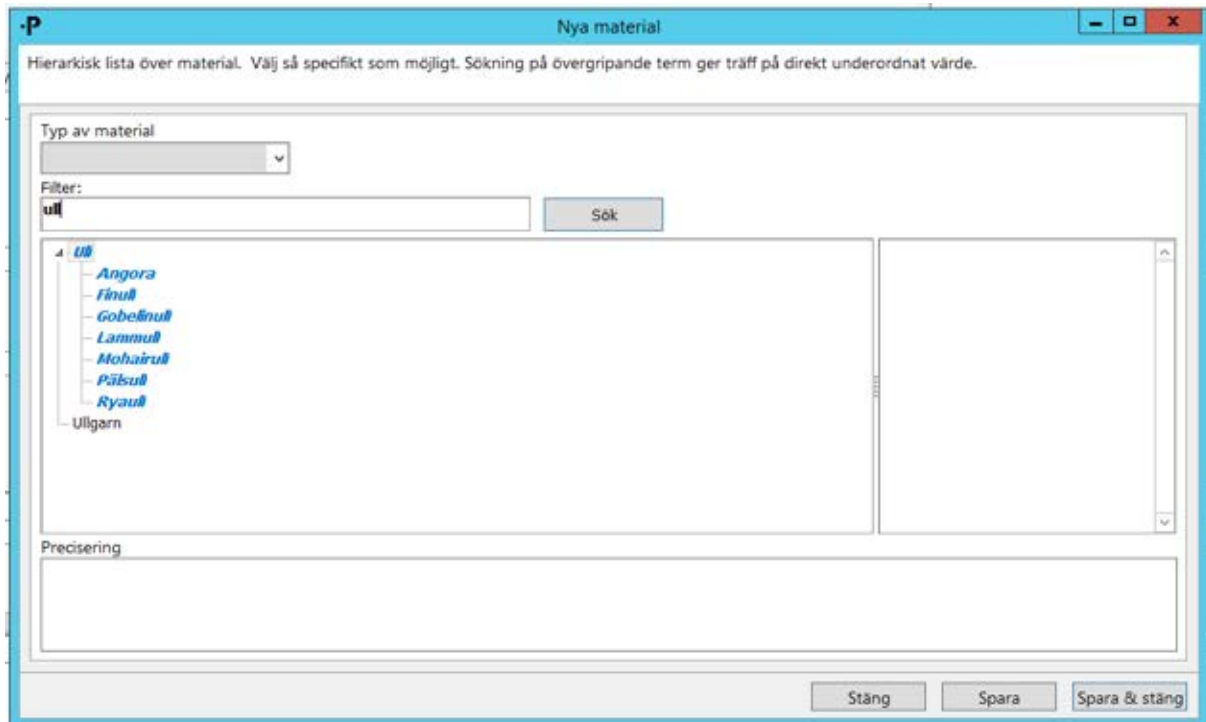 ·P Nya material
Hierarkisk lista över material. Välj så specifikt som möjligt. Sökning på övergripande term ger träff på direkt underordnat värde.
Typ av material
Filter:
ull Sök
Ull
Angora
Finull
Gobelinull
Lammull
Mohairull
Pälsull
Ryaull
Ullgarn
Precisering
Stäng Spara Spara & stäng